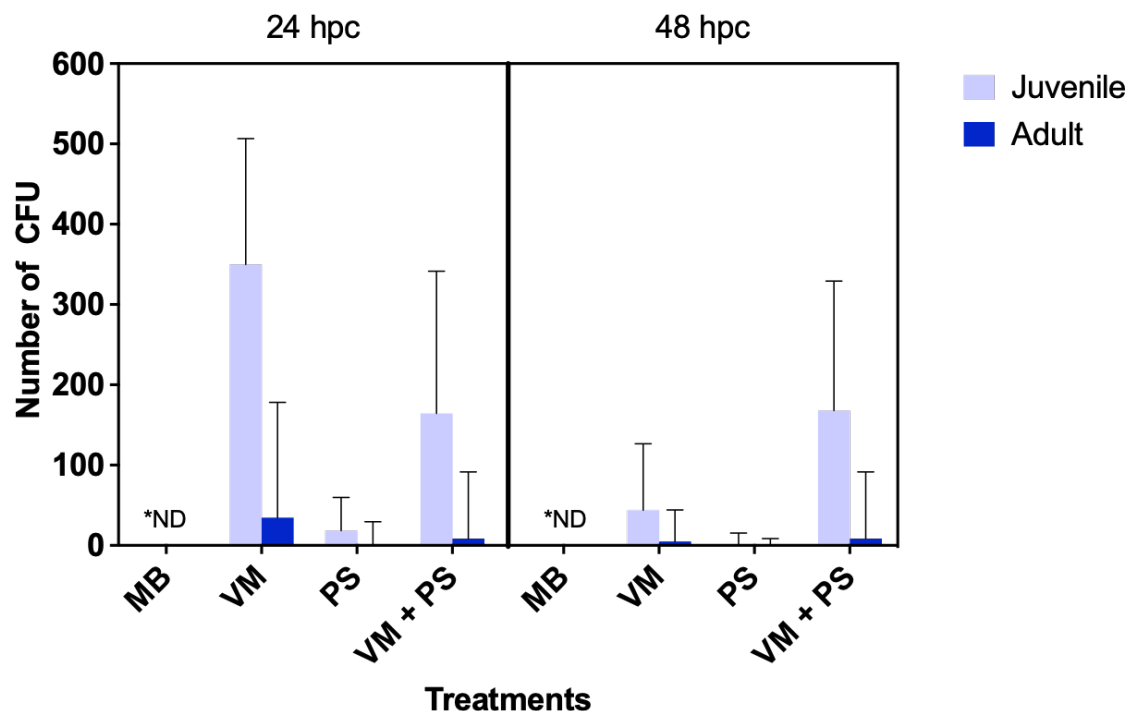 24 hpc
48 hpc
Juvenile
Adult
Number of CFU
600
500
400
300
200
100
0
*ND
*ND
MB
VM
PS
VM + PS
MB
VM
PS
VM + PS
Treatments